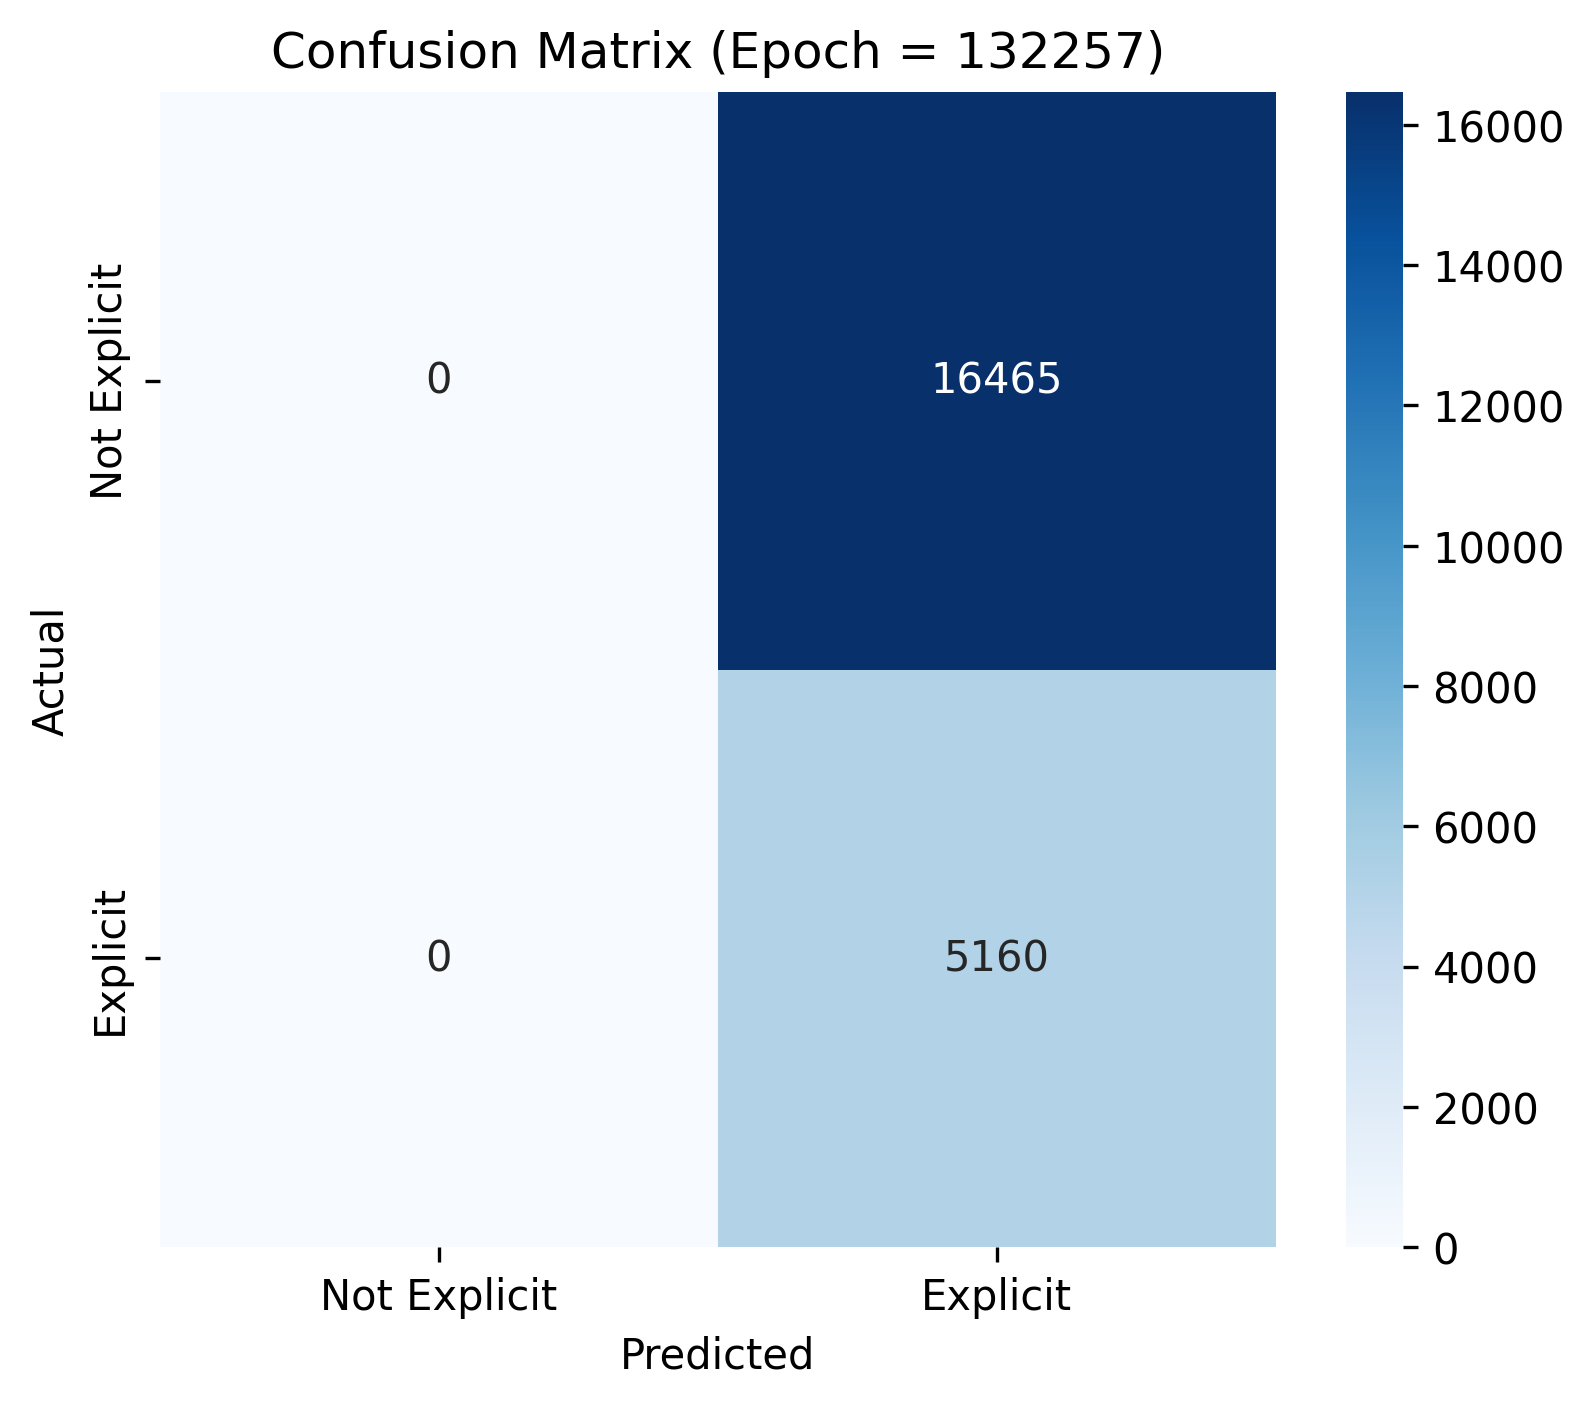 Confusion Matrix (Epoch = 132257)
Actual
Not Explicit
Explicit
0
16465
0
5160
Not Explicit
Explicit
Predicted
16000
14000
12000
10000
8000
6000
4000
2000
0